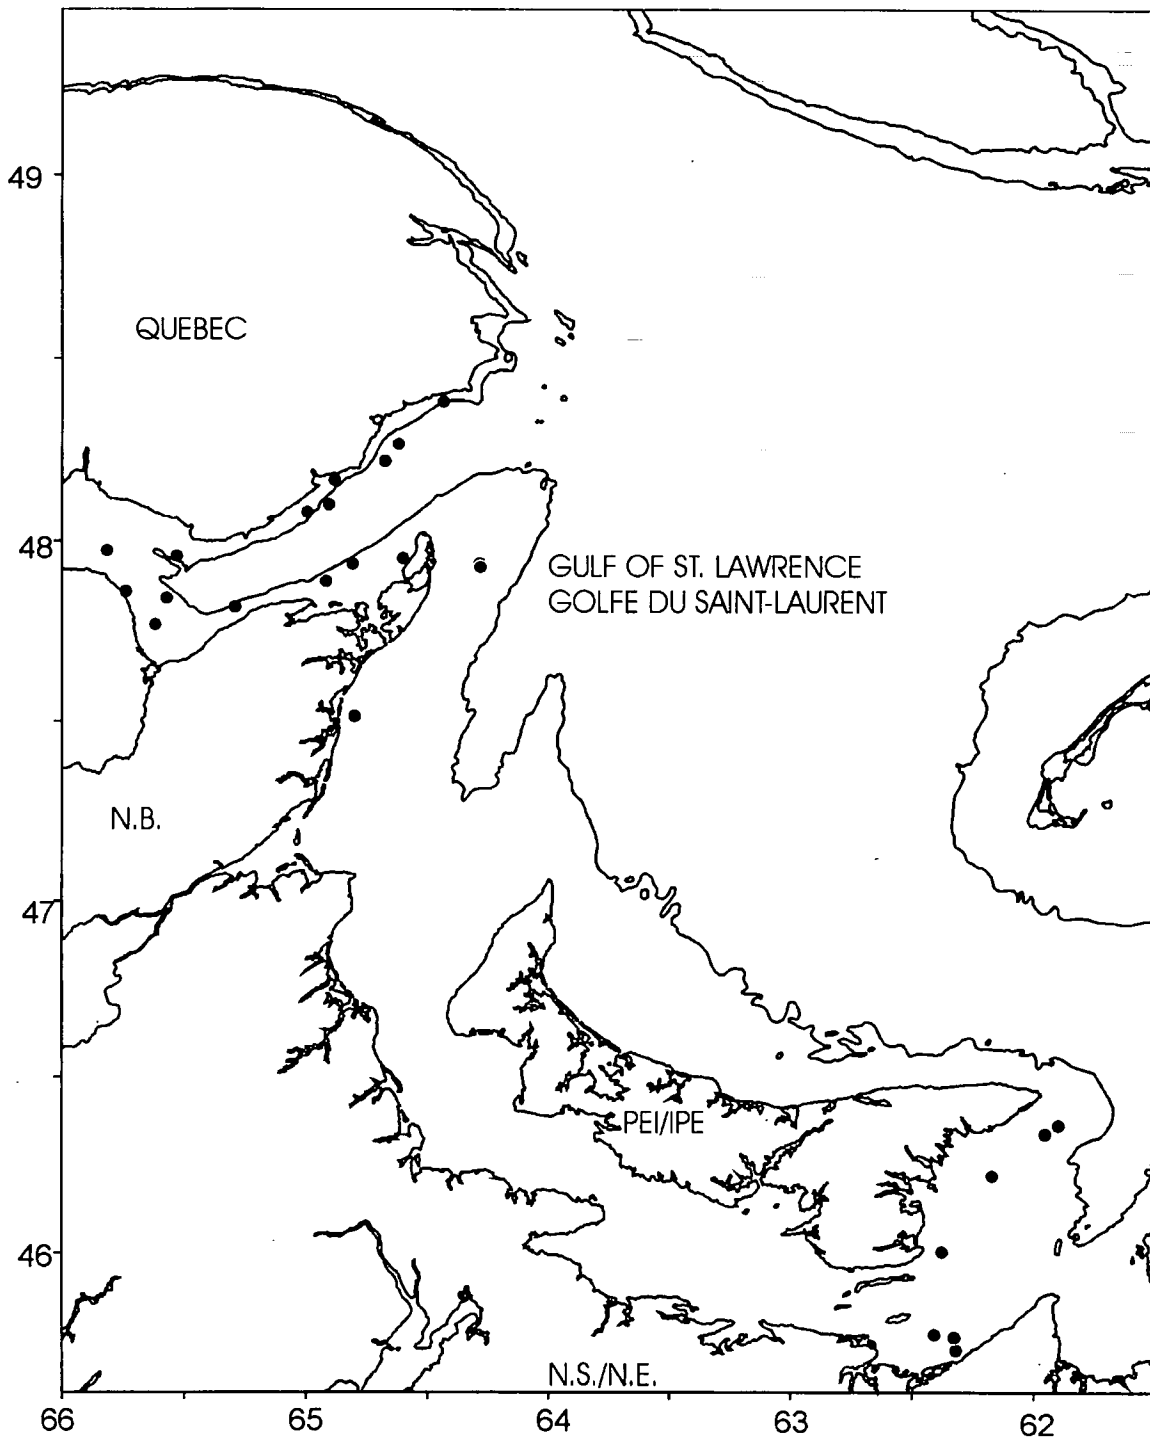 49
QUEBEC
48
GULF OF ST. LAWRENCE
GOLFE DU SAINT-LAURENT
N.B.
47
PEI/IPE
46
N.S./N.E.
66 65 64 63 62